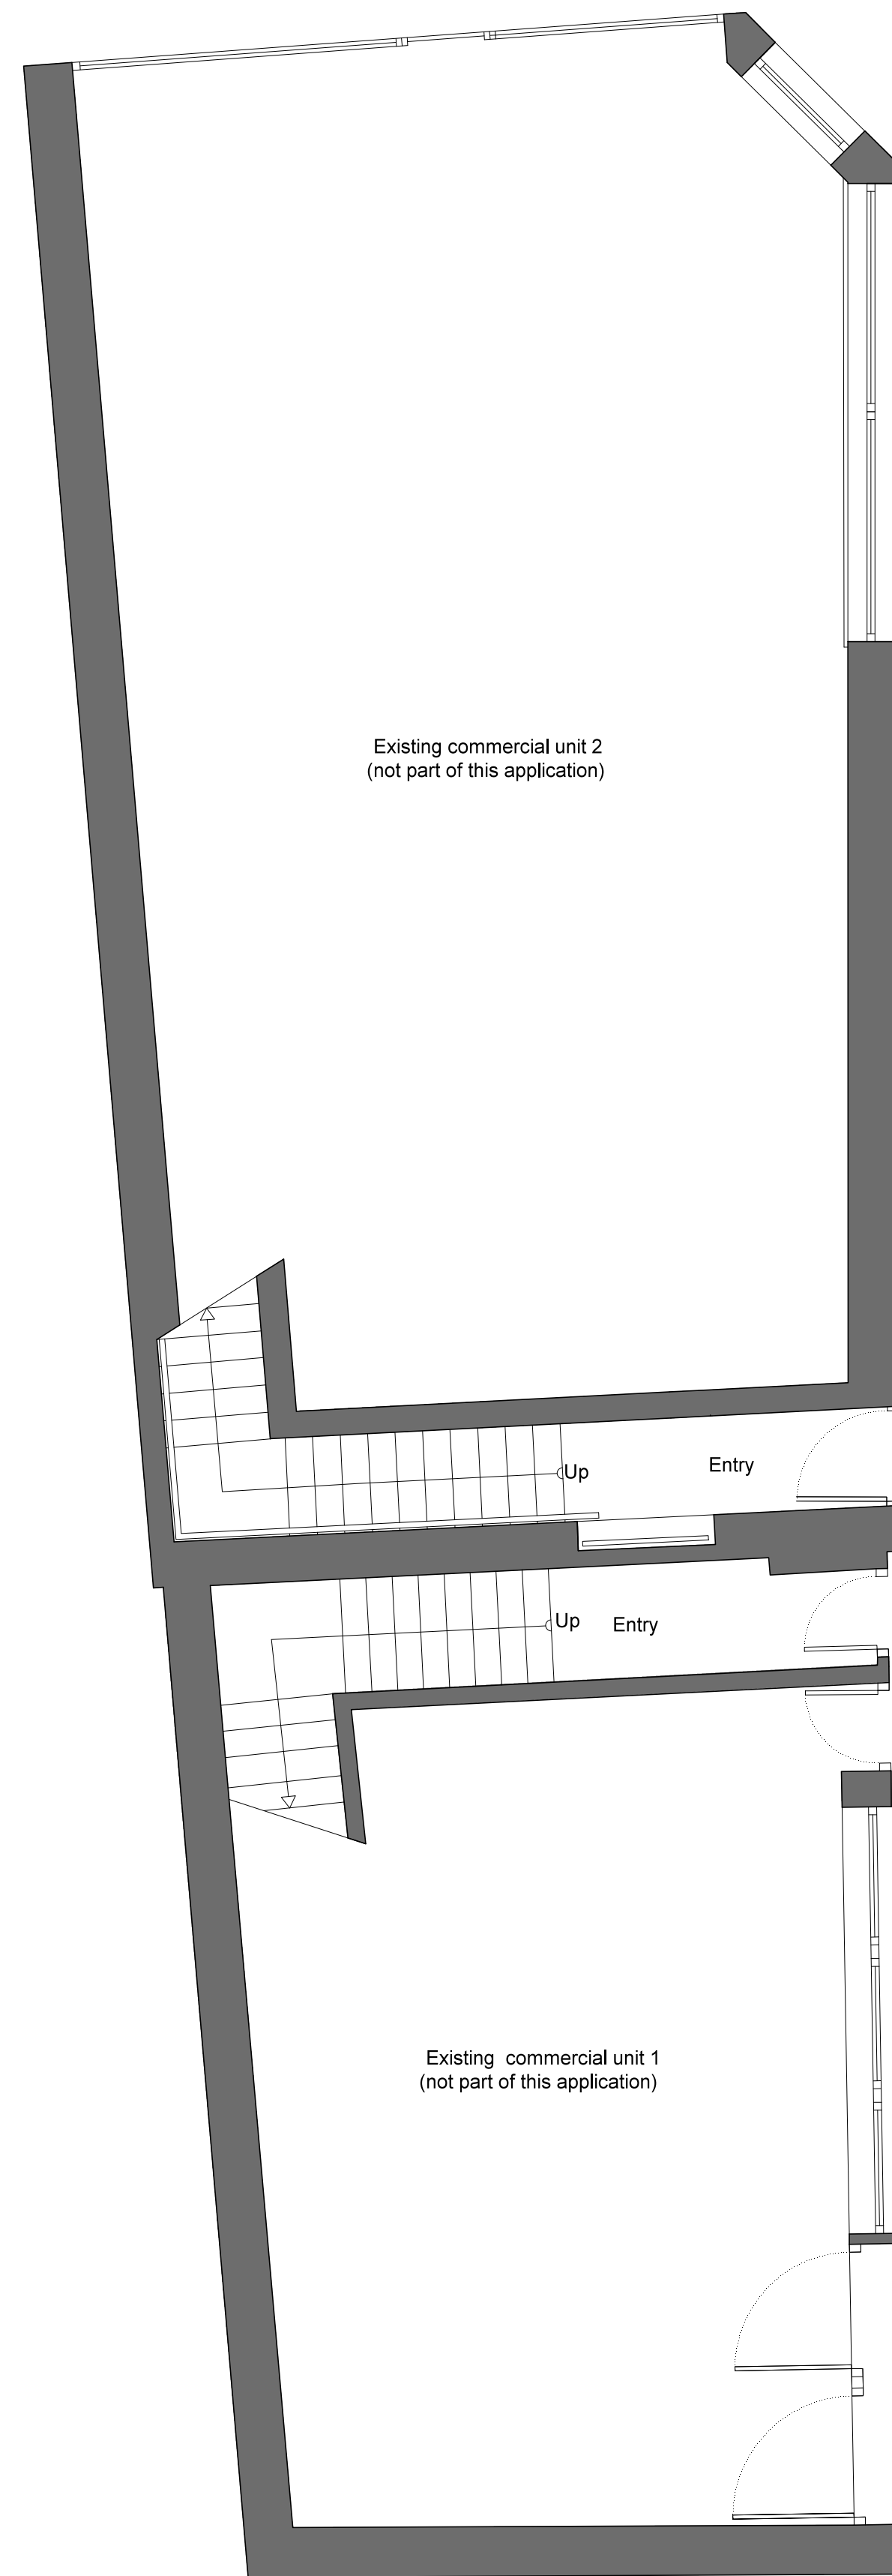 Existing commercial unit 2
(not part of this application)
Up
Entry
Up
Entry
Existing commercial unit 1
(not part of this application)